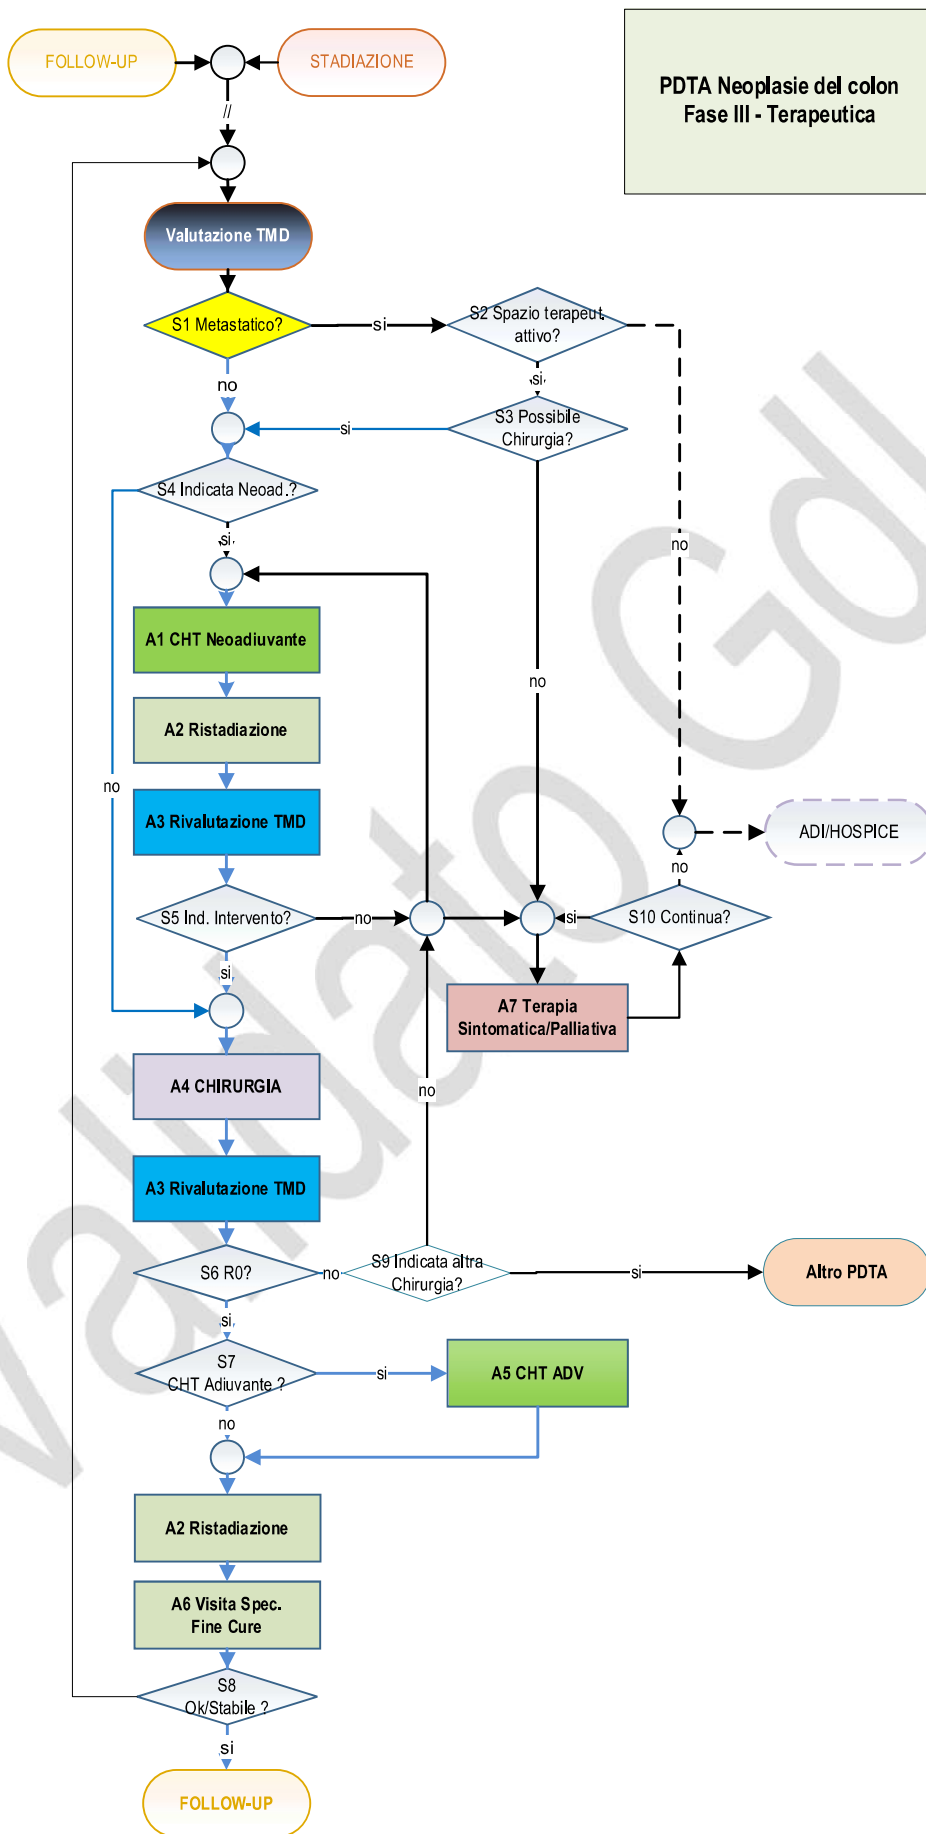 FOLLOW-UP
STADIAZIONE
PDTA Neoplasie del colon
Fase III - Terapeutica
//
Valutazione TMD
S1 Metastatico?
si
S2 Spazio terapeut.
attivo?
no
si
S3 Possibile
Chirurgia?
si
S4 Indicata Neoad.?
si
no
A1 CHT Neoadiuvante
A2 Ristadiazione
no
no
A3 Rivalutazione TMD
ADI/HOSPICE
no
S5 Ind. Intervento?
no
si
S10 Continua?
si
A7 Terapia
Sintomatica/Palliativa
A4 CHIRURGIA
no
A3 Rivalutazione TMD
S6 R0?
no
S9 Indicata altra
Chirurgia?
si
Altro PDTA
si
S7
CHT Adiuvante ?
si
A5 CHT ADV
no
A2 Ristadiazione
A6 Visita Spec.
Fine Cure
S8
Ok/Stabile ?
si
FOLLOW-UP
validato Gdl